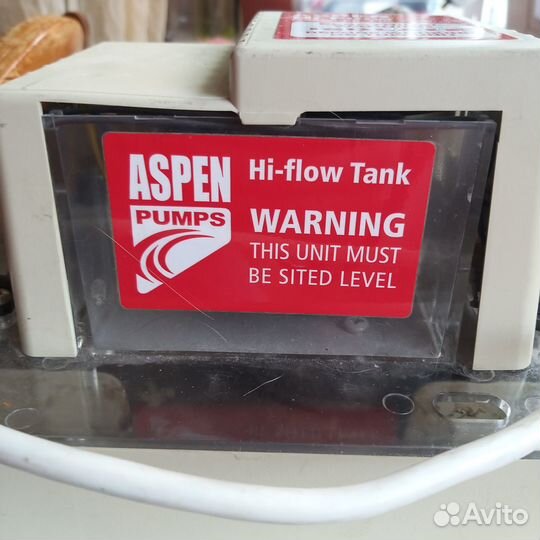 ASPEN
PUMPS
Hi-flow Tank
WARNING
THIS UNIT MUST
BE SITED LEVEL
Avito